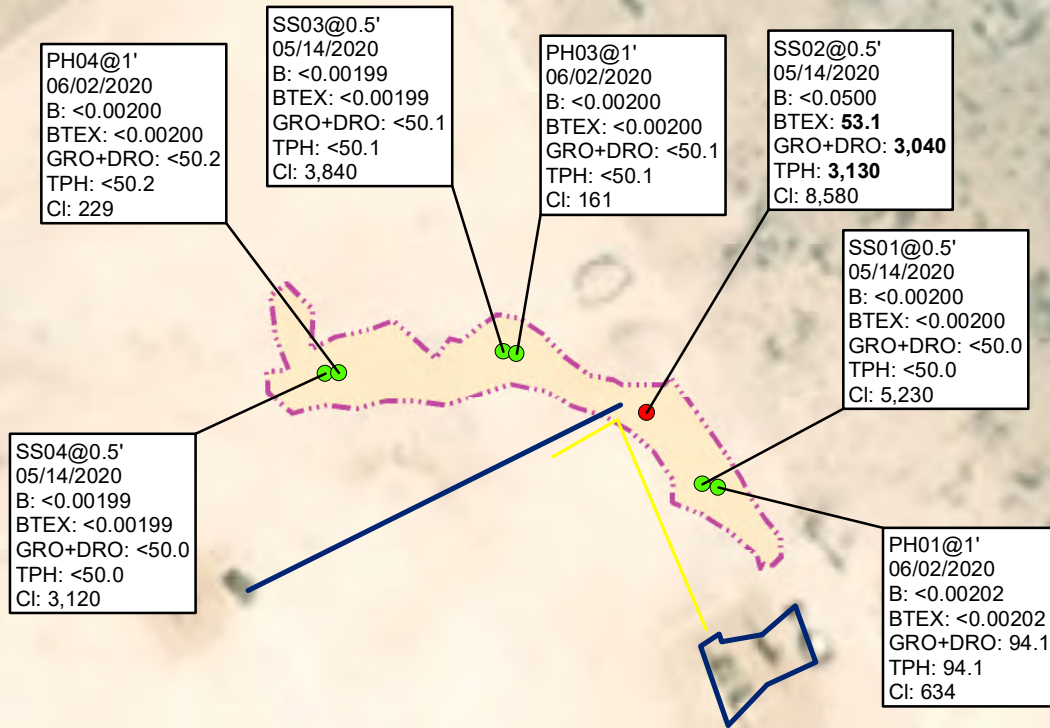 PH04@1'
06/02/2020
B: <0.00200
BTEX: <0.00200
GRO+DRO: <50.2
TPH: <50.2
Cl: 229
SS03@0.5'
05/14/2020
B: <0.00199
BTEX: <0.00199
GRO+DRO: <50.1
TPH: <50.1
Cl: 3,840
PH03@1'
06/02/2020
B: <0.00200
BTEX: <0.00200
GRO+DRO: <50.1
TPH: <50.1
Cl: 161
SS02@0.5'
05/14/2020
B: <0.0500
BTEX: 53.1
GRO+DRO: 3,040
TPH: 3,130
Cl: 8,580
SS01@0.5'
05/14/2020
B: <0.00200
BTEX: <0.00200
GRO+DRO: <50.0
TPH: <50.0
Cl: 5,230
SS04@0.5'
05/14/2020
B: <0.00199
BTEX: <0.00199
GRO+DRO: <50.0
TPH: <50.0
Cl: 3,120
PH01@1'
06/02/2020
B: <0.00202
BTEX: <0.00202
GRO+DRO: 94.1
TPH: 94.1
Cl: 634